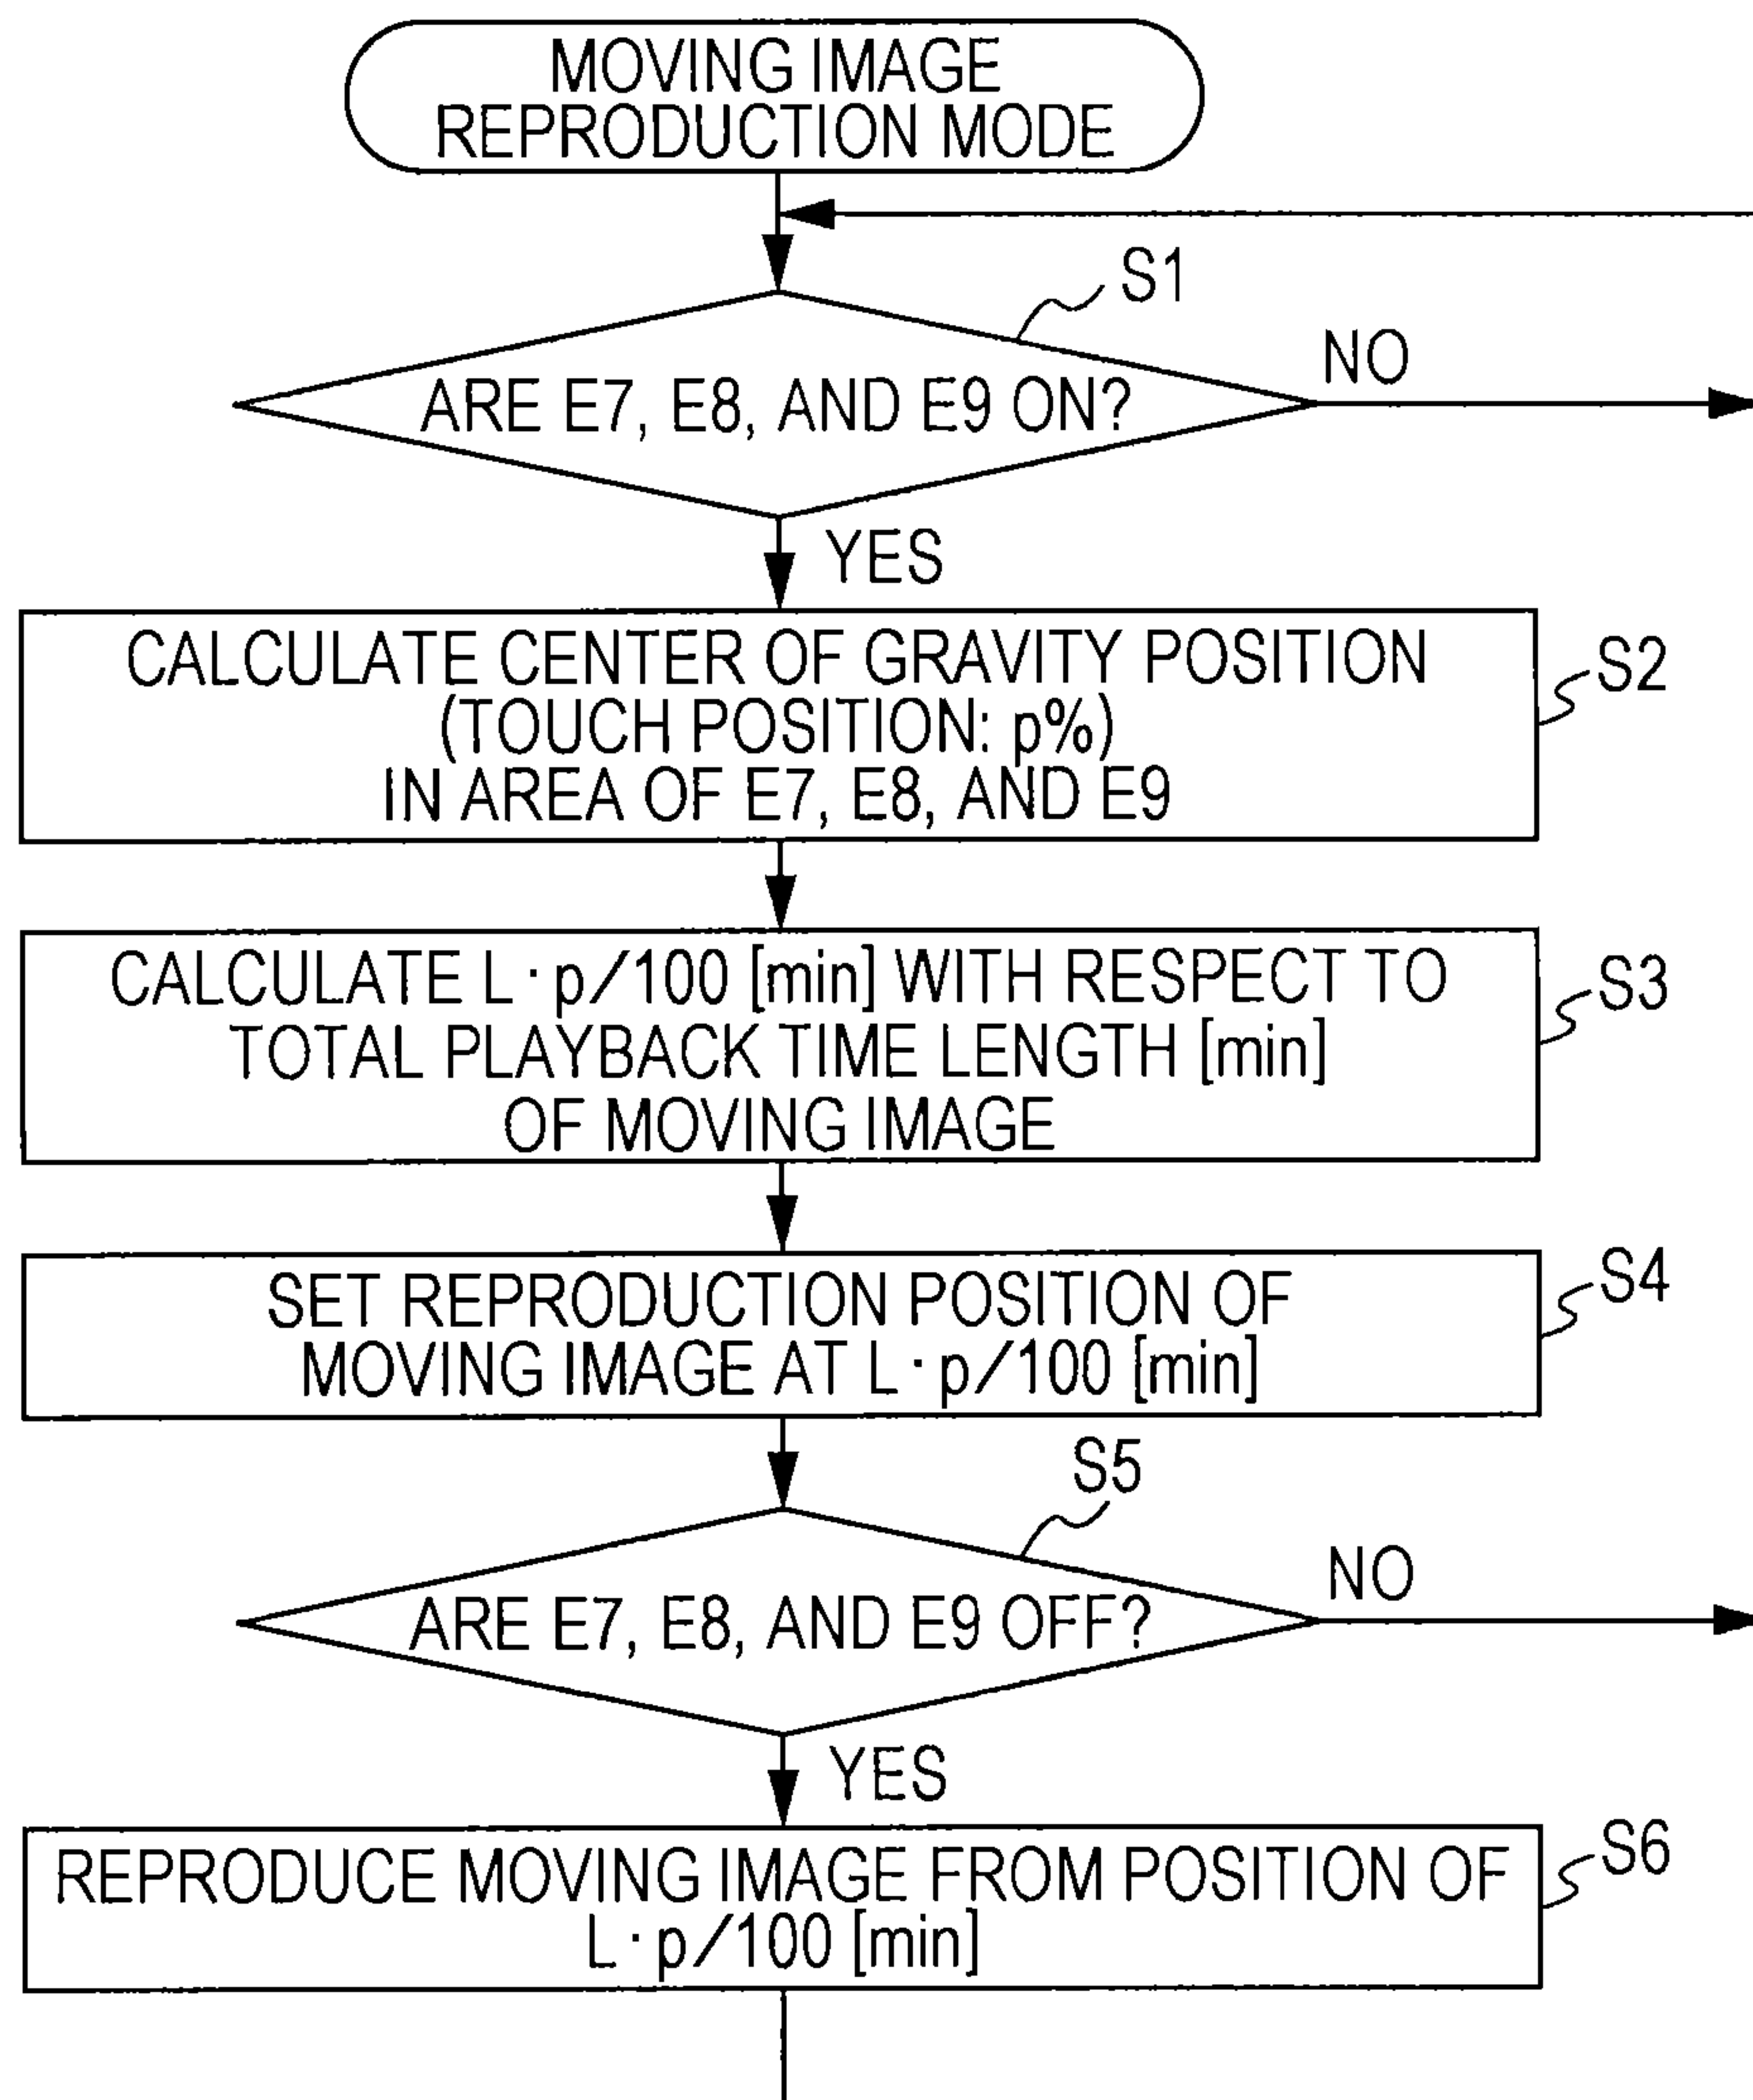 MOVING IMAGE
REPRODUCTION MODE
S1
ARE E7, E8, AND E9 ON?
NO
YES
CALCULATE CENTER OF GRAVITY POSITION
(TOUCH POSITION: p%)
IN AREA OF E7, E8, AND E9
S2
CALCULATE L·p/100 [min] WITH RESPECT TO
TOTAL PLAYBACK TIME LENGTH [min]
OF MOVING IMAGE
S3
SET REPRODUCTION POSITION OF
MOVING IMAGE AT L·p/100 [min]
S4
S5
ARE E7, E8, AND E9 OFF?
NO
YES
REPRODUCE MOVING IMAGE FROM POSITION OF
L·p/100 [min]
S6